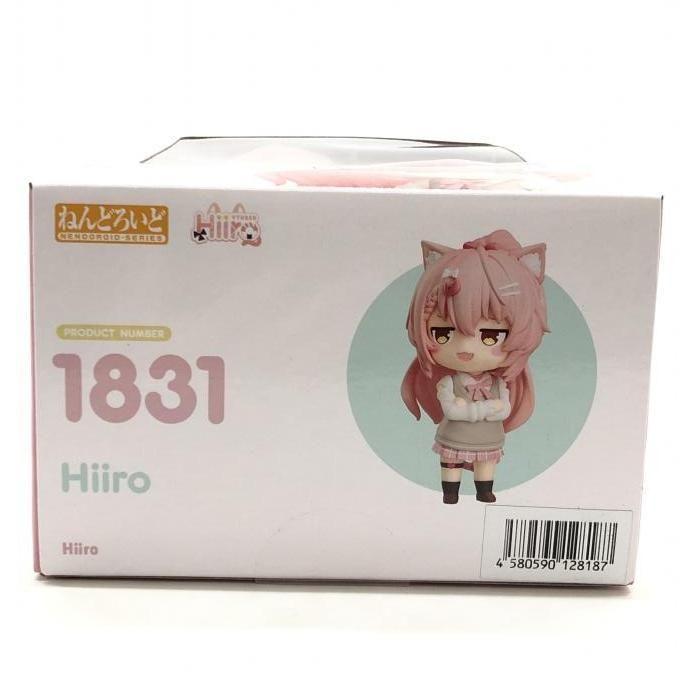 ねんどろいど
NENDOROID-SERIES
Hiiro
PRODUCT NUMBER
1831
Hiiro
Hiiro
4 580590 128187